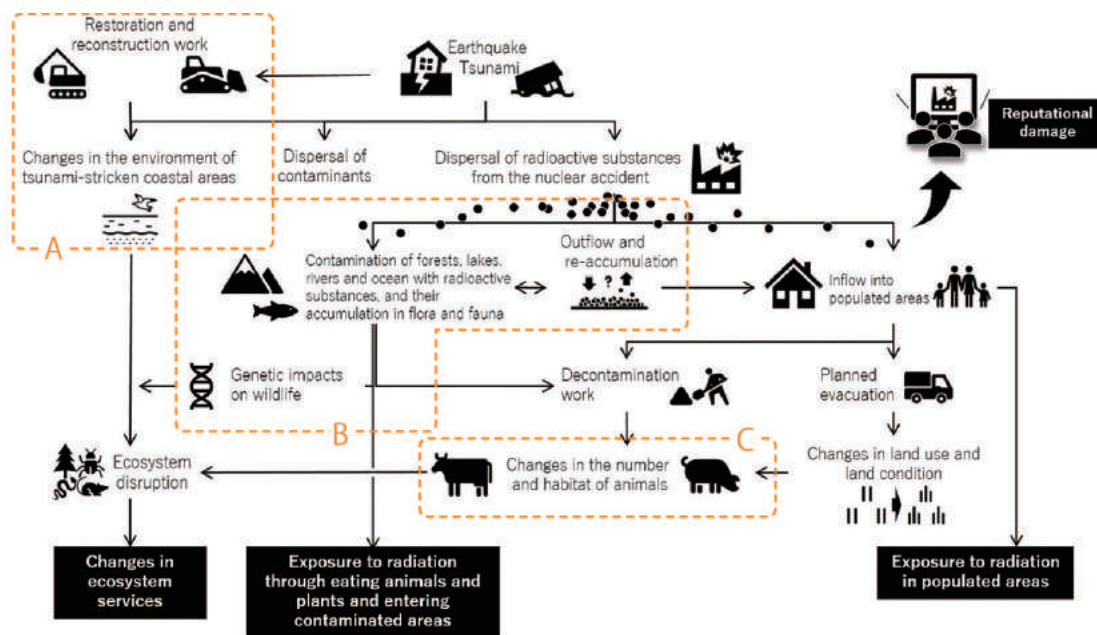 Restoration and
reconstruction work
Earthquake
Tsunami
Reputational
damage
Changes in the environment of
tsunami-stricken coastal areas
Dispersal of
contaminants
Dispersal of radioactive substances
from the nuclear accident
A
Contamination of forests, lakes,
rivers and ocean with radioactive
substances, and their
accumulation in flora and fauna
Outflow and
re-accumulation
?
Inflow into
populated areas
Genetic impacts
on wildlife
B
Decontamination
work
Planned
evacuation
C
Ecosystem
disruption
Changes in the number
and habitat of animals
Changes in land use and
land condition
Changes in
ecosystem
services
Exposure to radiation
through eating animals and
plants and entering
contaminated areas
Exposure to radiation
in populated areas